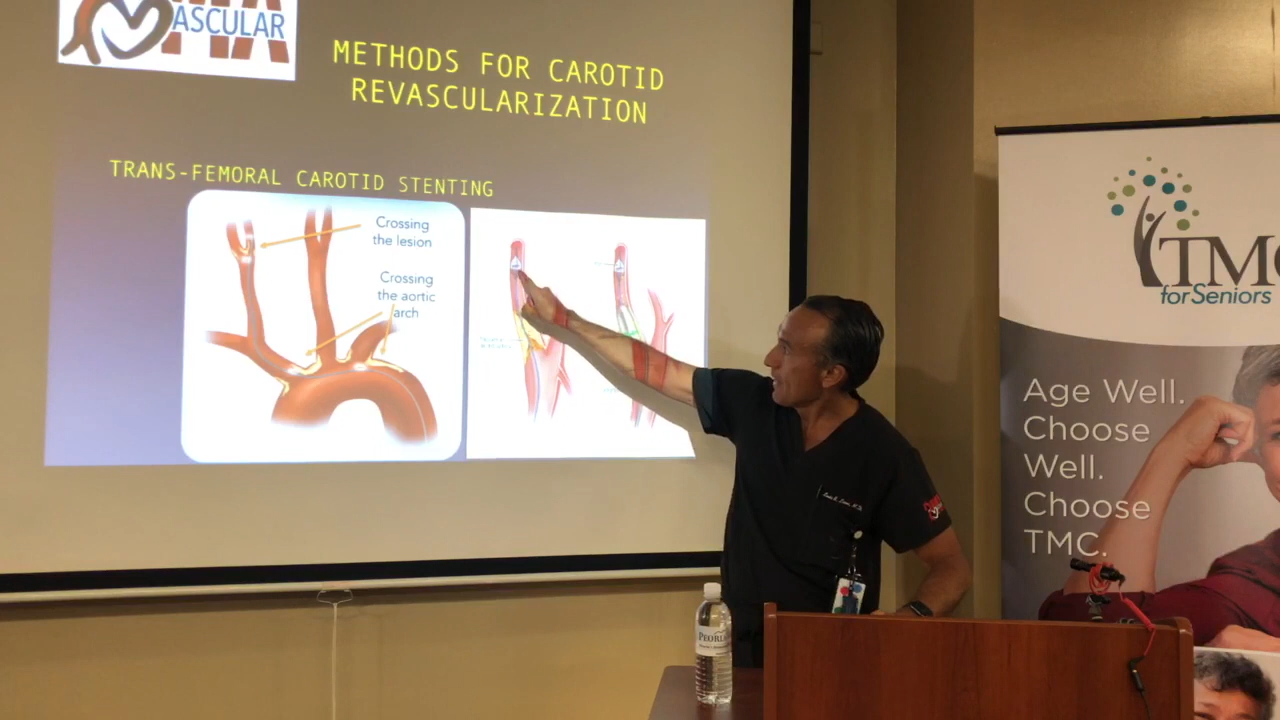 ASCULAR
METHODS FOR CAROTID
REVASCULARIZATION
TRANS-FEMORAL CAROTID STENTING
Crossing
the lesion
Crossing
the aortic
arch
TMC
for Seniors
Age Well.
Choose
Well.
Choose
TMC.